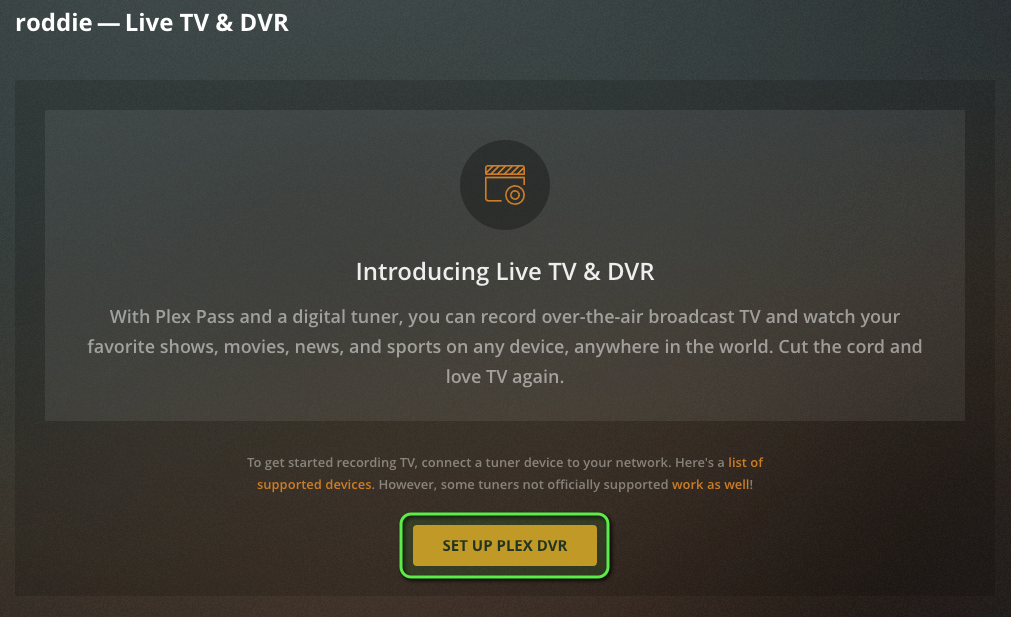 roddie — Live TV & DVR
Introducing Live TV & DVR
With Plex Pass and a digital tuner, you can record over-the-air broadcast TV and watch your
favorite shows, movies, news, and sports on any device, anywhere in the world. Cut the cord and
love TV again.
To get started recording TV, connect a tuner device to your network. Here's a list of
supported devices. However, some tuners not officially supported work as well!
SET UP PLEX DVR